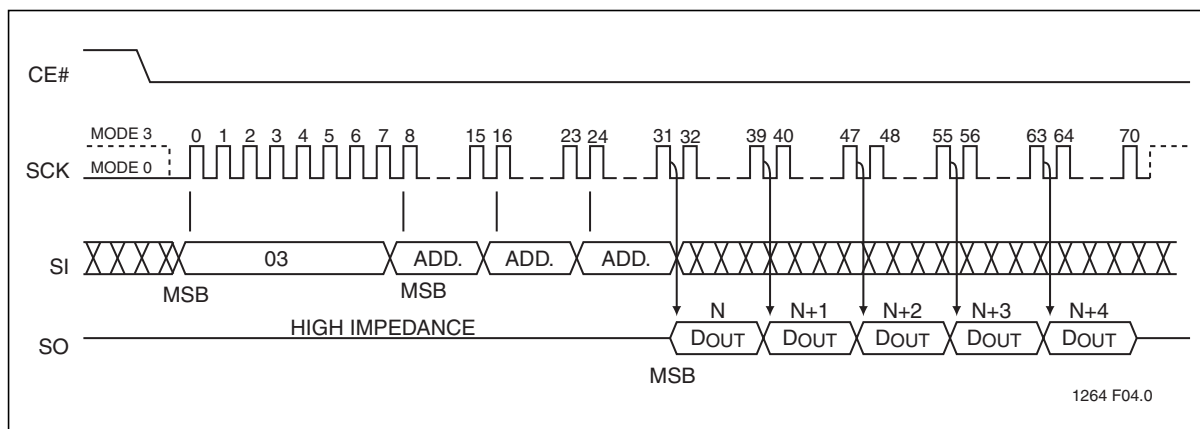 CE#
MODE 3 0 1 2 3 4 5 6 7 8 15 16 23 24 31 32 39 40 47 48 55 56 63 64 70
SCK MODE 0
SI 03 ADD. ADD. ADD.
MSB MSB
N N+1 N+2 N+3 N+4
HIGH IMPEDANCE
SO DOUT DOUT DOUT DOUT DOUT
MSB
1264 F04.0